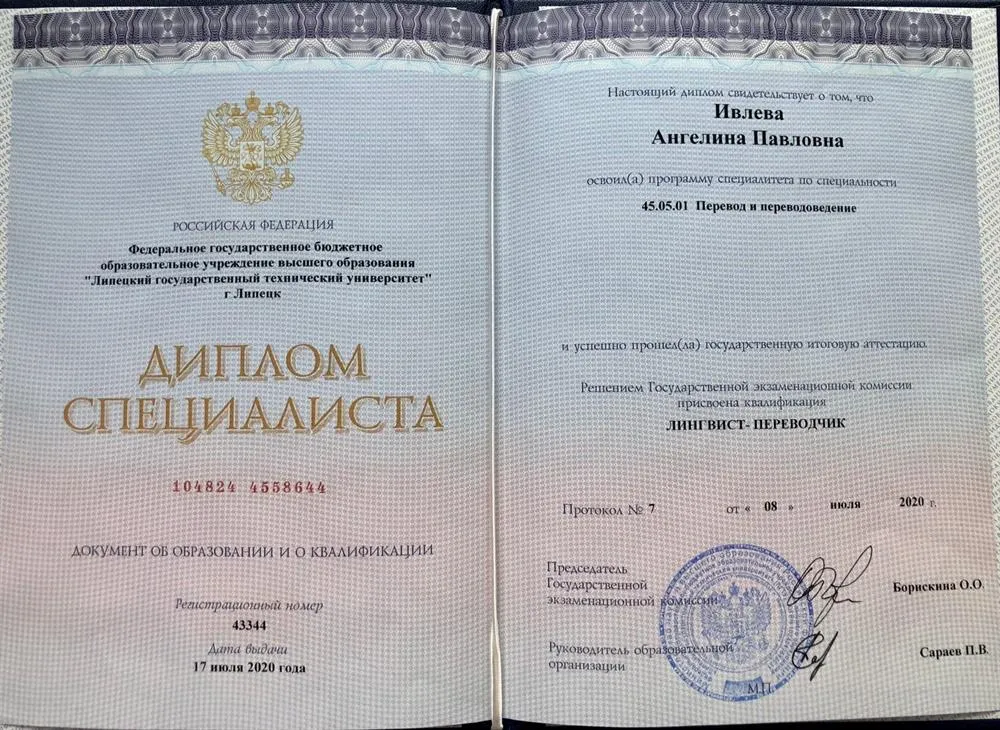 РОССИЙСКАЯ ФЕДЕРАЦИЯ
Федеральное государственное бюджетное
образовательное учреждение высшего образования
"Липецкий государственный технический университет"
г Липецк
ДИПЛОМ
СПЕЦИАЛИСТА
104824 4558644
ДОКУМЕНТ ОБ ОБРАЗОВАНИИ И О КВАЛИФИКАЦИИ
Регистрационный номер
43344
Дата выдачи
17 июля 2020 года
Настоящий диплом свидетельствует о том, что
Ивлева
Ангелина Павловна
освоил(а) программу специалитета по специальности
45.05.01 Перевод и переводоведение
и успешно прошел(ла) государственную итоговую аттестацию.
Решением Государственной экзаменационной комиссии
присвоена квалификация
ЛИНГВИСТ- ПЕРЕВОДЧИК
Протокол № 7 от « 08 » июля 2020 г.
Председатель
Государственной
экзаменационной комиссии
Борискина О.О.
Руководитель образовательной
организации
Сараев П.В.
М.П.